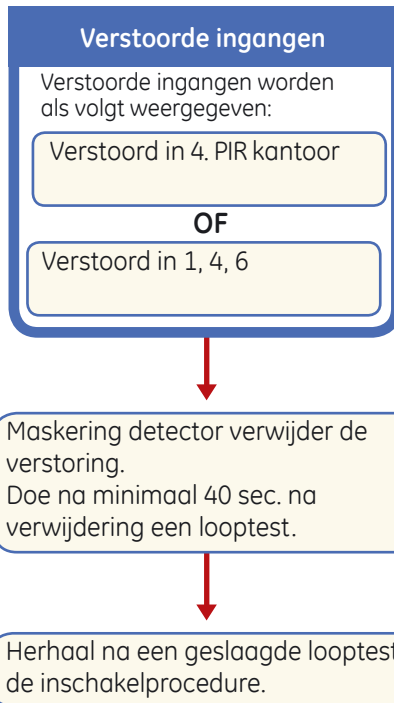 Verstoorde ingangen
Verstoorde ingangen worden
als volgt weergegeven:
Verstoord in 4. PIR kantoor
OF
Verstoord in 1, 4, 6
Maskering detector verwijder de
verstoring.
Doe na minimaal 40 sec. na
verwijdering een looptest.
Herhaal na een geslaagde looptest
de inschakelprocedure.